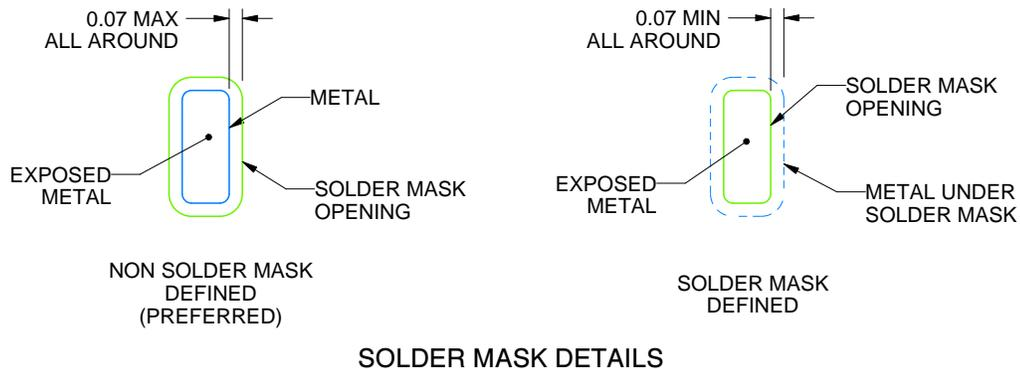 0.07 MAX
ALL AROUND
METAL
EXPOSED
METAL
SOLDER MASK
OPENING
NON SOLDER MASK
DEFINED
(PREFERRED)
0.07 MIN
ALL AROUND
SOLDER MASK
OPENING
EXPOSED
METAL
METAL UNDER
SOLDER MASK
SOLDER MASK
DEFINED
SOLDER MASK DETAILS